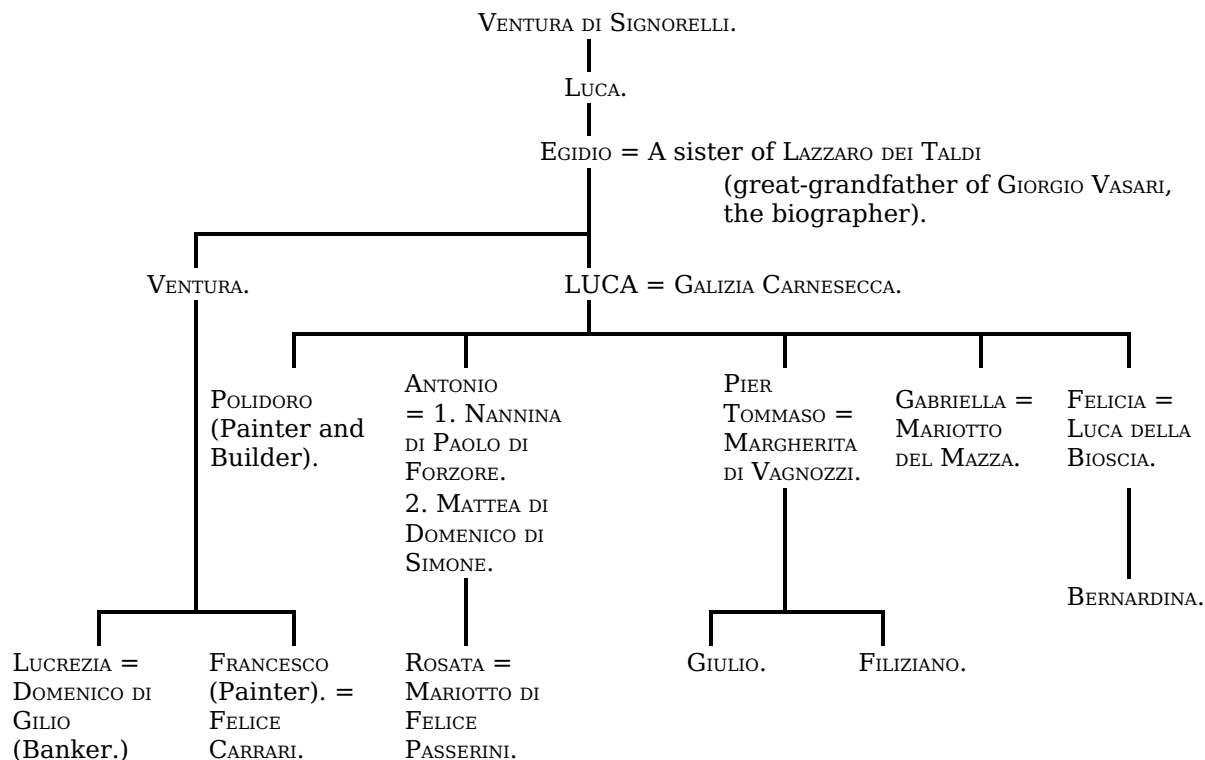 Ventura di Signorelli.
Luca.
Egidio = A sister of Lazzaro dei Taldi
(great-grandfather of Giorgio Vasari,
the biographer).
Ventura.
LUCA = Galizia Carnesecca.
Polidoro
(Painter and
Builder).
Antonio
= 1. Nannina
di Paolo di
Forzore.
2. Mattea di
Domenico di
Simone.
Pier
Tommaso =
Margherita
di Vagnozzi.
Gabriella =
Mariotto
del Mazza.
Felicia =
Luca della
Bioscia.
Bernardina.
Lucrezia =
Domenico di
Gilio
(Banker.)
Francesco
(Painter). =
Felice
Carrari.
Rosata =
Mariotto di
Felice
Passerini.
Giulio.
Filiziano.